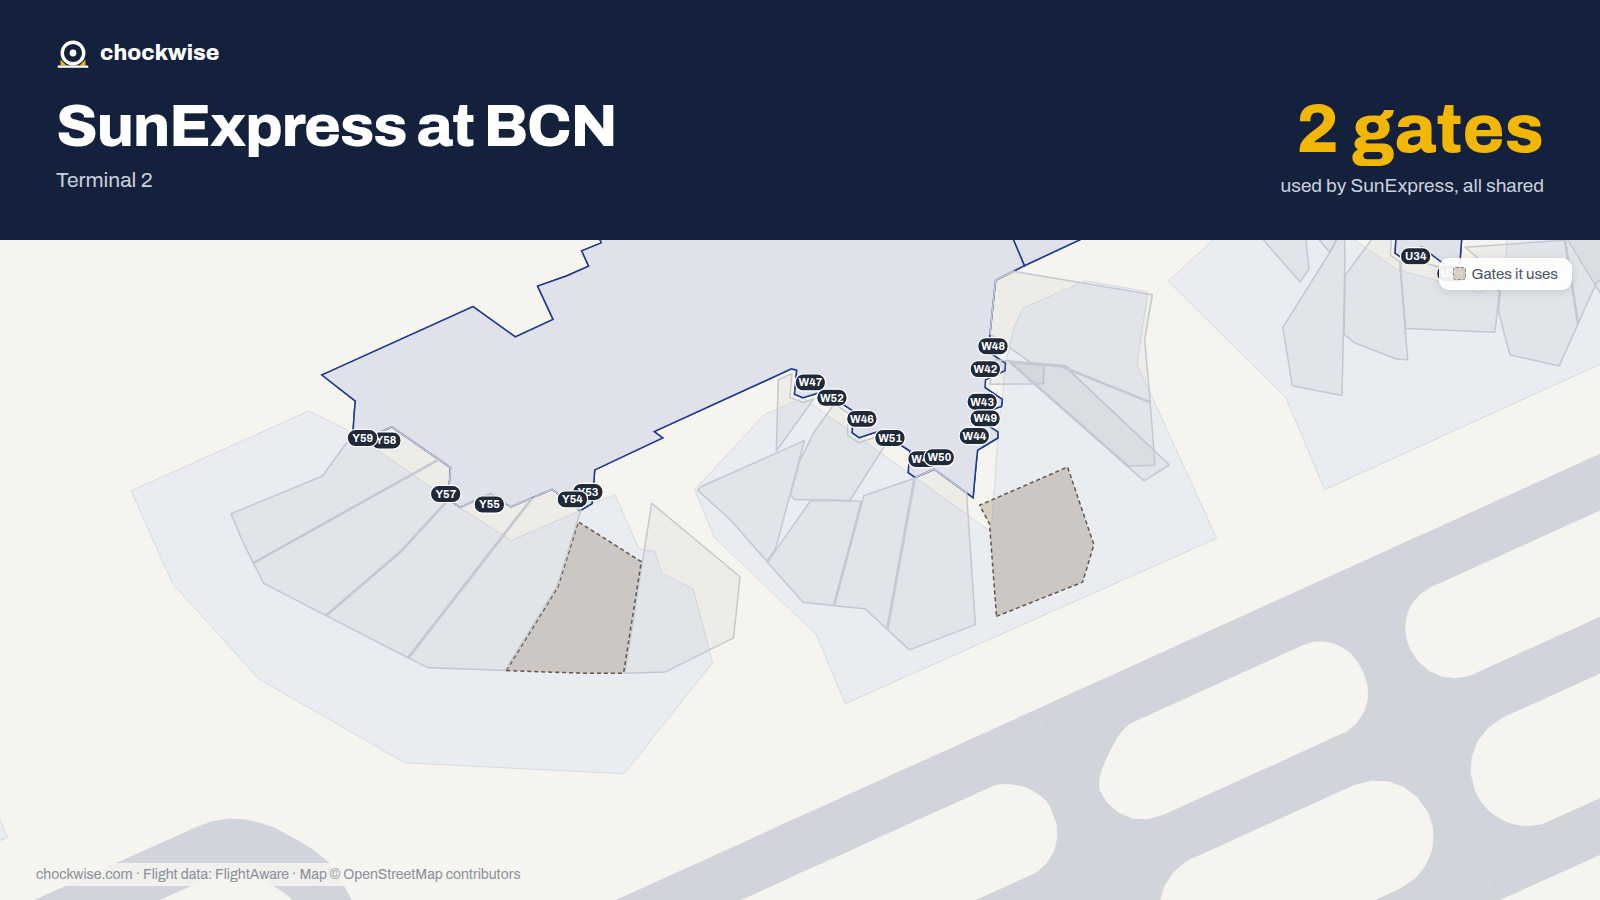 chockwise
SunExpress at BCN
Terminal 2
2 gates
used by SunExpress, all shared
U34
Gates it uses
W48
W42
W47
W52
W43
W46
W49
W44
W51
W50
Y59
Y58
Y57
Y55
Y54
chockwise.com · Flight data: FlightAware · Map © OpenStreetMap contributors